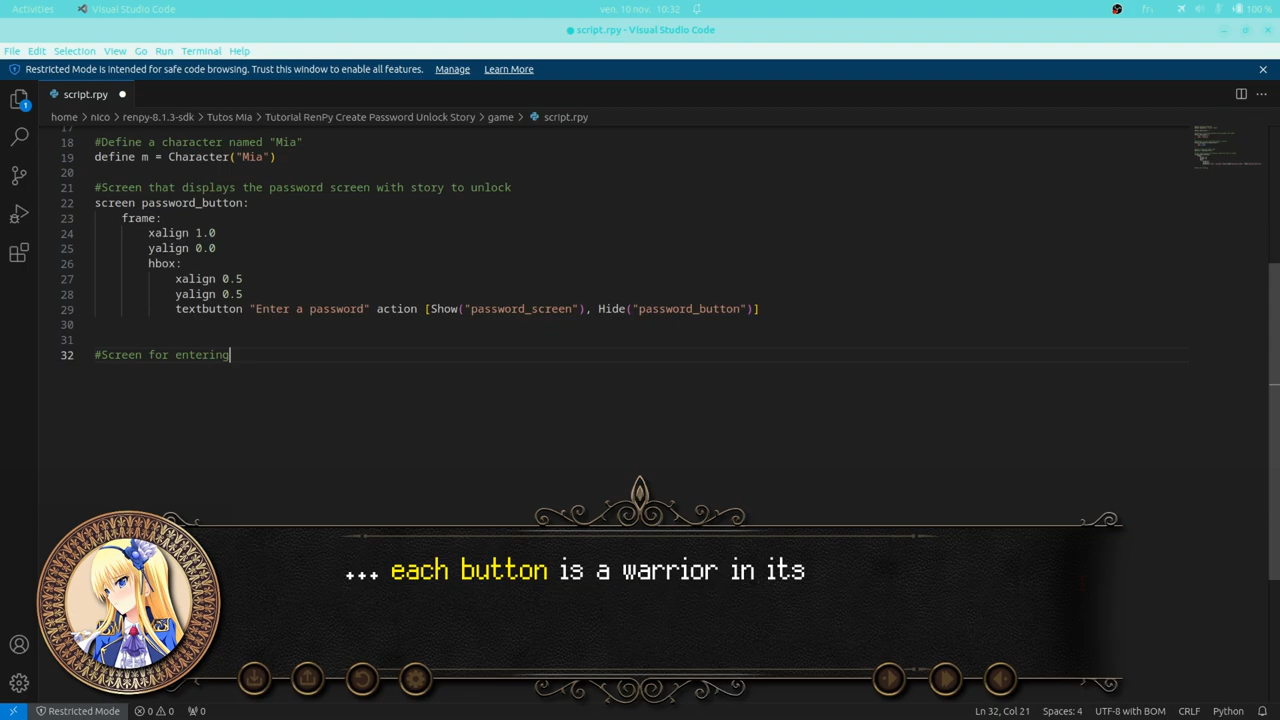 Activities
Visual Studio Code
ven. 10 nov. 10:32
fr₁
100 %
● script.rpy - Visual Studio Code
File Edit Selection View Go Run Terminal Help
Restricted Mode is intended for safe code browsing. Trust this window to enable all features. Manage Learn More
script.rpy
home > nico > renpy-8.1.3-sdk > Tutos Mia > Tutorial RenPy Create Password Unlock Story > game > script.rpy
17
18 #Define a character named "Mia"
19 define m = Character("Mia")
20
21 #Screen that displays the password screen with story to unlock
22 screen password_button:
23 frame:
24 xalign 1.0
25 yalign 0.0
26 hbox:
27 xalign 0.5
28 yalign 0.5
29 textbutton "Enter a password" action [Show("password_screen"), Hide("password_button")]
30
31
32 #Screen for entering
1
... each button is a warrior in its
Restricted Mode
0 0
0
Ln 32, Col 21
Spaces: 4
UTF-8 with BOM
CRLF
Python